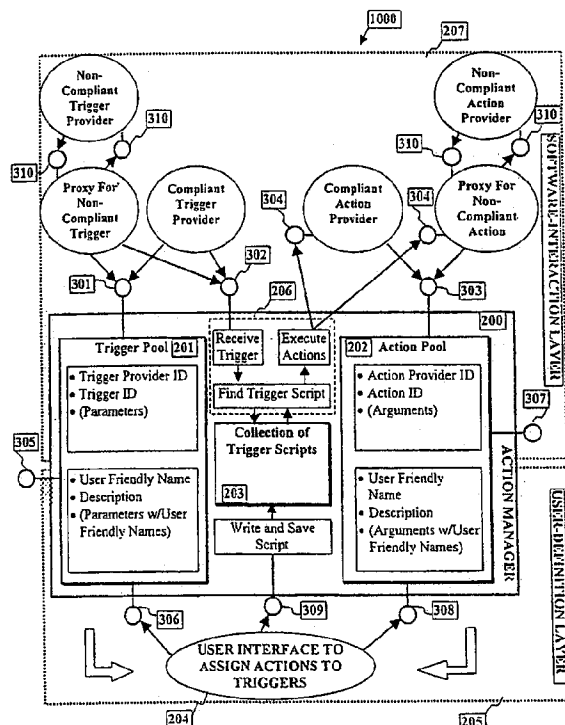 1000
207
Non-
Compliant
Trigger
Provider
Non-
Compliant
Action
Provider
310
310
310
310
Proxy For
Non-
Compliant
Trigger
Compliant
Trigger
Provider
Compliant
Action
Provider
Proxy For
Non-
Compliant
Action
304
304
301
302
303
206
200
SOFTWARE-INTERACTION LAYER
Trigger Pool 201
• Trigger Provider ID
• Trigger ID
• (Parameters)
• User Friendly Name
• Description
• (Parameters w/User
Friendly Names)
Receive
Trigger
Execute
Actions
Find Trigger Script
Collection of
Trigger Scripts
203
Write and Save
Script
202 Action Pool
• Action Provider ID
• Action ID
• (Arguments)
• User Friendly
Name
• Description
• (Arguments w/User
Friendly Names)
305
307
ACTION MANAGER
USER-DEFINITION LAYER
306
309
308
USER INTERFACE TO
ASSIGN ACTIONS TO
TRIGGERS
204
205